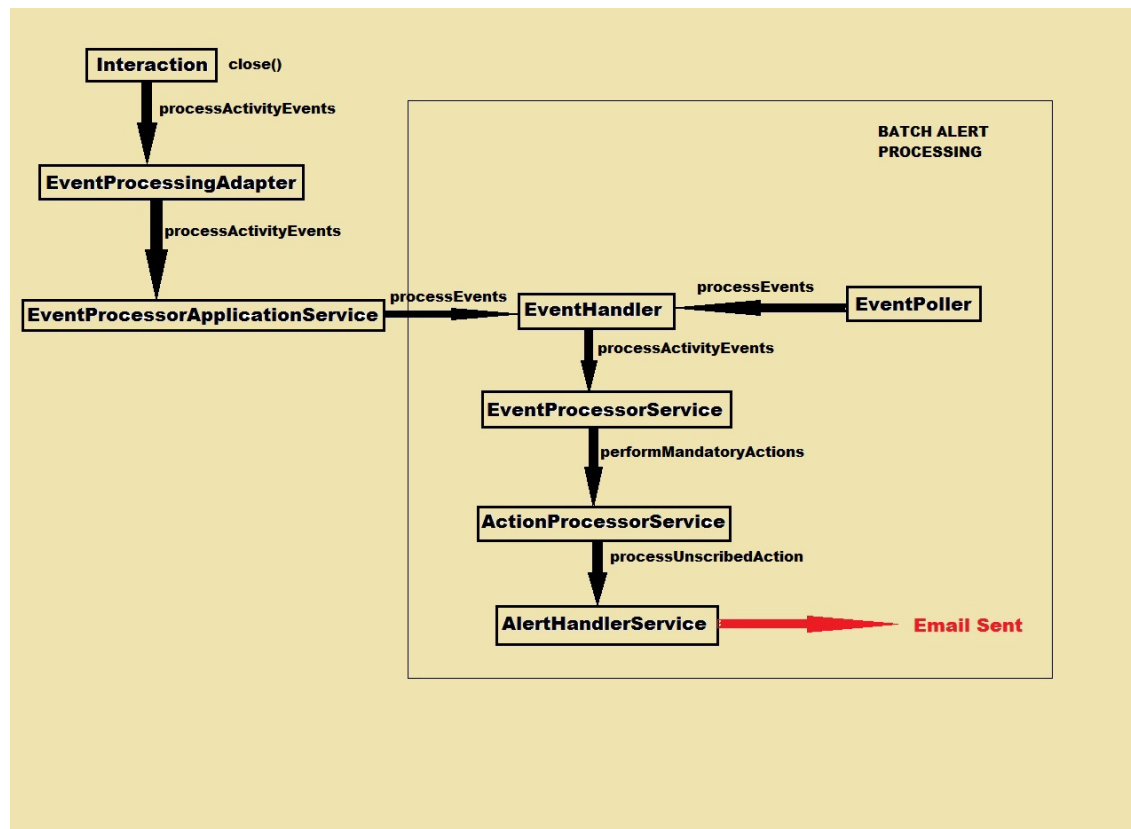 Interaction close()
processActivityEvents
BATCH ALERT
PROCESSING
EventProcessingAdapter
processActivityEvents
EventProcessorApplicationService
processEvents
EventHandler
processEvents
EventPoller
processActivityEvents
EventProcessorService
performMandatoryActions
ActionProcessorService
processUnscribedAction
AlertHandlerService
Email Sent